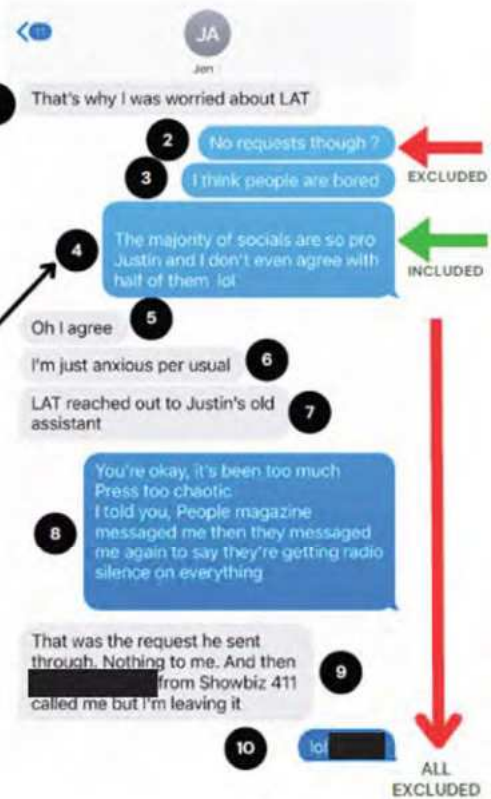 JA
Jen
That's why I was worried about LAT
2
No requests though ?
3
I think people are bored
EXCLUDED
4
The majority of socials are so pro
Justin and I don't even agree with
half of them lol
INCLUDED
Oh I agree
5
I'm just anxious per usual
6
LAT reached out to Justin's old
assistant
7
8
You're okay, it's been too much
Press too chaotic
I told you, People magazine
messaged me then they messaged
me again to say they're getting radio
silence on everything
That was the request he sent
through. Nothing to me. And then
from Showbiz 411
called me but I'm leaving it
9
10
lol
ALL
EXCLUDED